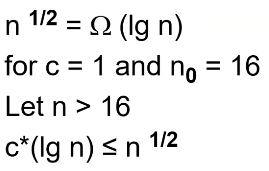 n ^1/2 = Ω (lg n)
for c = 1 and n₀ = 16
Let n > 16
c*(lg n) ≤ n ^1/2